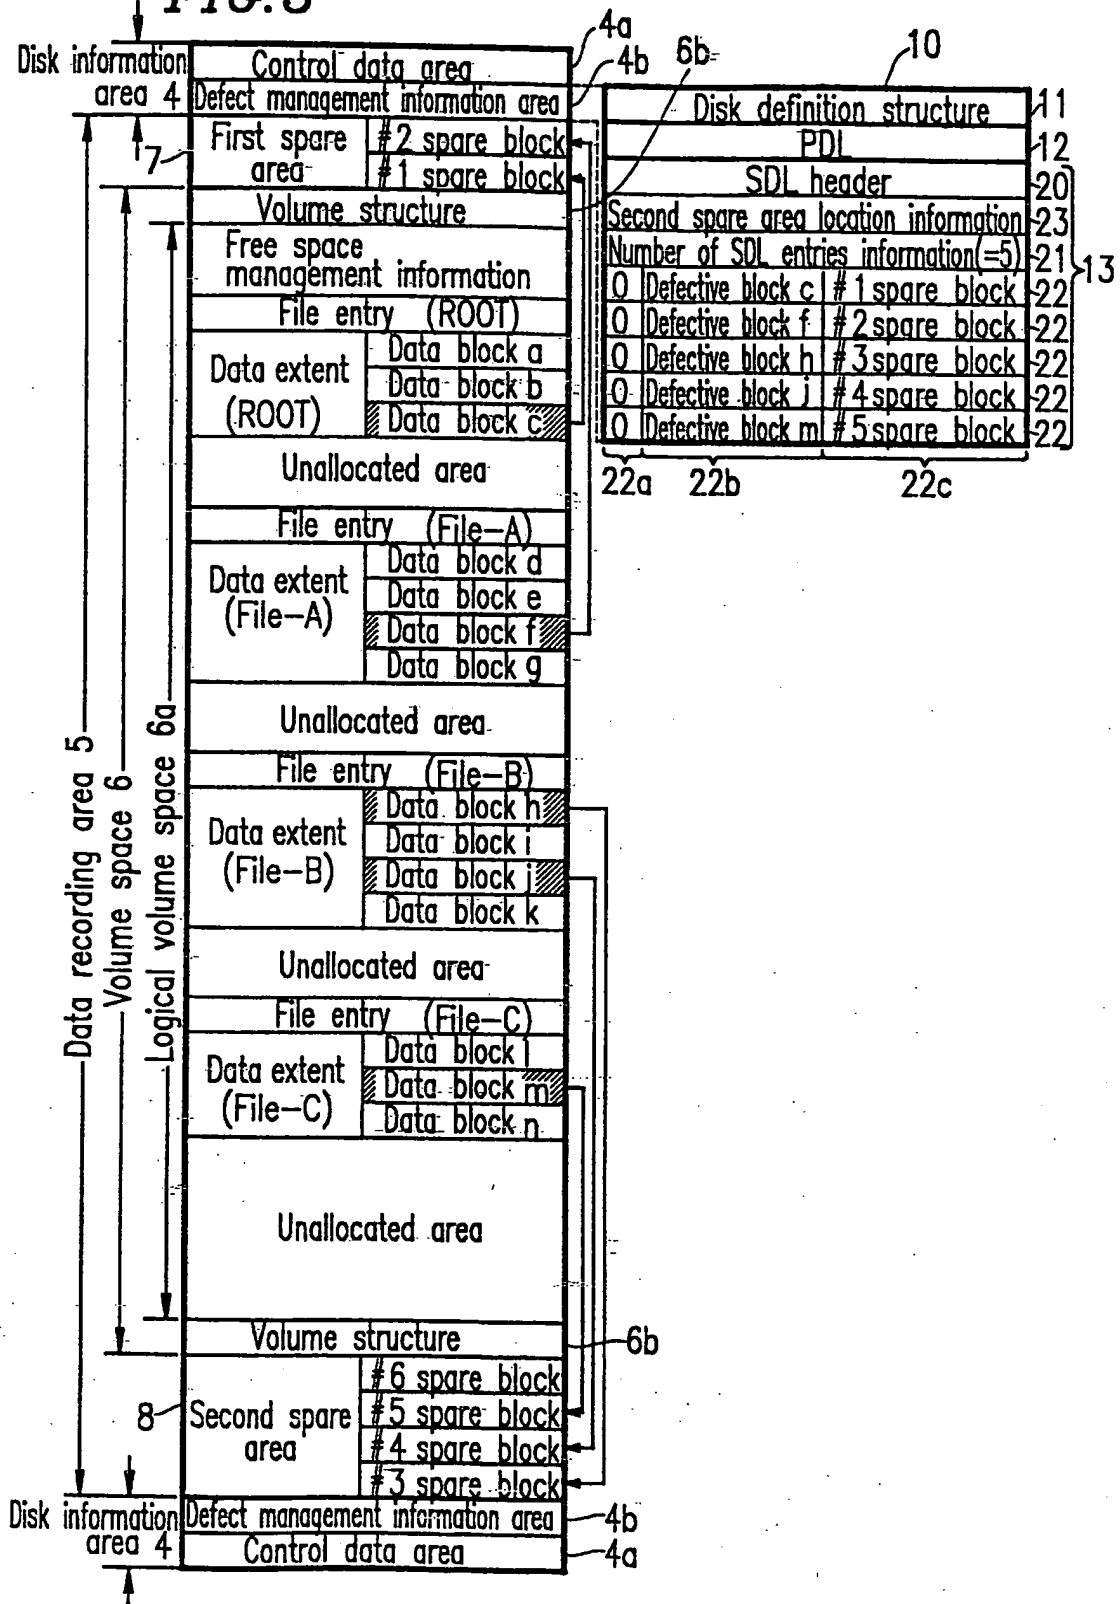 FIG. 3
Disk information
area 4
Control data area
4a
Defect management information area
4b
7
First spare
area
#2 spare block
#1 spare block
Volume structure
6b
Free space
management information
File entry (ROOT)
Data extent
(ROOT)
Data block a
Data block b
Data block c
Unallocated area
File entry (File-A)
Data extent
(File-A)
Data block d
Data block e
Data block f
Data block g
Unallocated area
File entry (File-B)
Data extent
(File-B)
Data block h
Data block i
Data block j
Data block k
Unallocated area
File entry (File-C)
Data extent
(File-C)
Data block l
Data block m
Data block n
Unallocated area
Volume structure
6b
8
Second spare
area
#6 spare block
#5 spare block
#4 spare block
#3 spare block
Disk information
area 4
Defect management information area
4b
Control data area
4a
Data recording area 5
Volume space 6
Logical volume space 6a
10
Disk definition structure
11
PDL
12
SDL header
20
Second spare area location information
23
Number of SDL entries information(=5)
21
0 Defective block c #1 spare block
22
0 Defective block f #2 spare block
22
0 Defective block h #3 spare block
22
0 Defective block j #4 spare block
22
0 Defective block m #5 spare block
22
13
22a 22b 22c